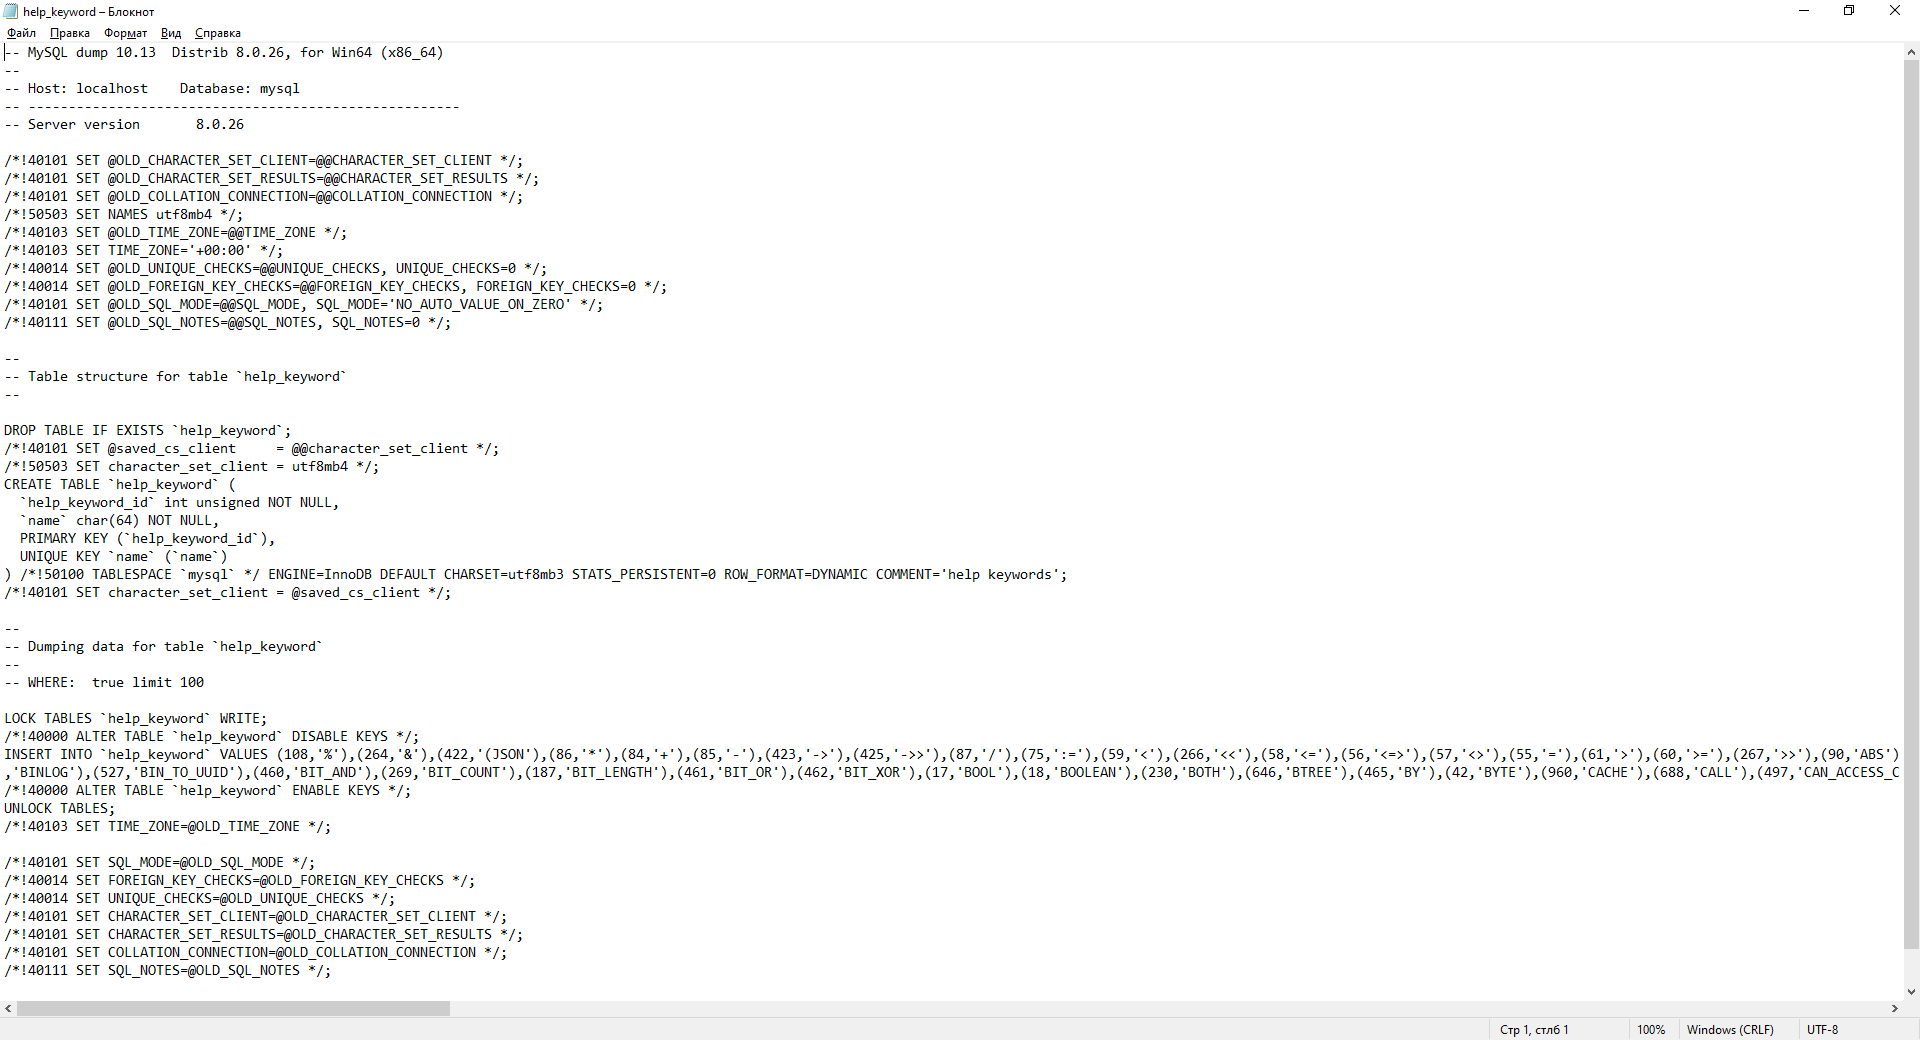 help_keyword – Блокнот
Файл Правка Формат Вид Справка
-- MySQL dump 10.13  Distrib 8.0.26, for Win64 (x86_64)
--
-- Host: localhost    Database: mysql
-- ------------------------------------------------------
-- Server version       8.0.26

/*!40101 SET @OLD_CHARACTER_SET_CLIENT=@@CHARACTER_SET_CLIENT */;
/*!40101 SET @OLD_CHARACTER_SET_RESULTS=@@CHARACTER_SET_RESULTS */;
/*!40101 SET @OLD_COLLATION_CONNECTION=@@COLLATION_CONNECTION */;
/*!50503 SET NAMES utf8mb4 */;
/*!40103 SET @OLD_TIME_ZONE=@@TIME_ZONE */;
/*!40103 SET TIME_ZONE='+00:00' */;
/*!40014 SET @OLD_UNIQUE_CHECKS=@@UNIQUE_CHECKS, UNIQUE_CHECKS=0 */;
/*!40014 SET @OLD_FOREIGN_KEY_CHECKS=@@FOREIGN_KEY_CHECKS, FOREIGN_KEY_CHECKS=0 */;
/*!40101 SET @OLD_SQL_MODE=@@SQL_MODE, SQL_MODE='NO_AUTO_VALUE_ON_ZERO' */;
/*!40111 SET @OLD_SQL_NOTES=@@SQL_NOTES, SQL_NOTES=0 */;

--
-- Table structure for table `help_keyword`
--

DROP TABLE IF EXISTS `help_keyword`;
/*!40101 SET @saved_cs_client     = @@character_set_client */;
/*!50503 SET character_set_client = utf8mb4 */;
CREATE TABLE `help_keyword` (
  `help_keyword_id` int unsigned NOT NULL,
  `name` char(64) NOT NULL,
  PRIMARY KEY (`help_keyword_id`),
  UNIQUE KEY `name` (`name`)
) /*!50100 TABLESPACE `mysql` */ ENGINE=InnoDB DEFAULT CHARSET=utf8mb3 STATS_PERSISTENT=0 ROW_FORMAT=DYNAMIC COMMENT='help keywords';
/*!40101 SET character_set_client = @saved_cs_client */;

--
-- Dumping data for table `help_keyword`
--
-- WHERE:  true limit 100

LOCK TABLES `help_keyword` WRITE;
/*!40000 ALTER TABLE `help_keyword` DISABLE KEYS */;
INSERT INTO `help_keyword` VALUES (108,'%'),(264,'&'),(422,'(JSON'),(86,'*'),(84,'+'),(85,'-'),(423,'->'),(425,'->>'),(87,'/'),(75,':='),(59,'<'),(266,'<<'),(58,'<='),(56,'<=>'),(57,'<>'),(55,'='),(61,'>'),(60,'>='),(267,'>>'),(90,'ABS')
,'BINLOG'),(527,'BIN_TO_UUID'),(460,'BIT_AND'),(269,'BIT_COUNT'),(187,'BIT_LENGTH'),(461,'BIT_OR'),(462,'BIT_XOR'),(17,'BOOL'),(18,'BOOLEAN'),(230,'BOTH'),(646,'BTREE'),(465,'BY'),(42,'BYTE'),(960,'CACHE'),(688,'CALL'),(497,'CAN_ACCESS_C
/*!40000 ALTER TABLE `help_keyword` ENABLE KEYS */;
UNLOCK TABLES;
/*!40103 SET TIME_ZONE=@OLD_TIME_ZONE */;

/*!40101 SET SQL_MODE=@OLD_SQL_MODE */;
/*!40014 SET FOREIGN_KEY_CHECKS=@OLD_FOREIGN_KEY_CHECKS */;
/*!40014 SET UNIQUE_CHECKS=@OLD_UNIQUE_CHECKS */;
/*!40101 SET CHARACTER_SET_CLIENT=@OLD_CHARACTER_SET_CLIENT */;
/*!40101 SET CHARACTER_SET_RESULTS=@OLD_CHARACTER_SET_RESULTS */;
/*!40101 SET COLLATION_CONNECTION=@OLD_COLLATION_CONNECTION */;
/*!40111 SET SQL_NOTES=@OLD_SQL_NOTES */;
Стр 1, стлб 1 100% Windows (CRLF) UTF-8